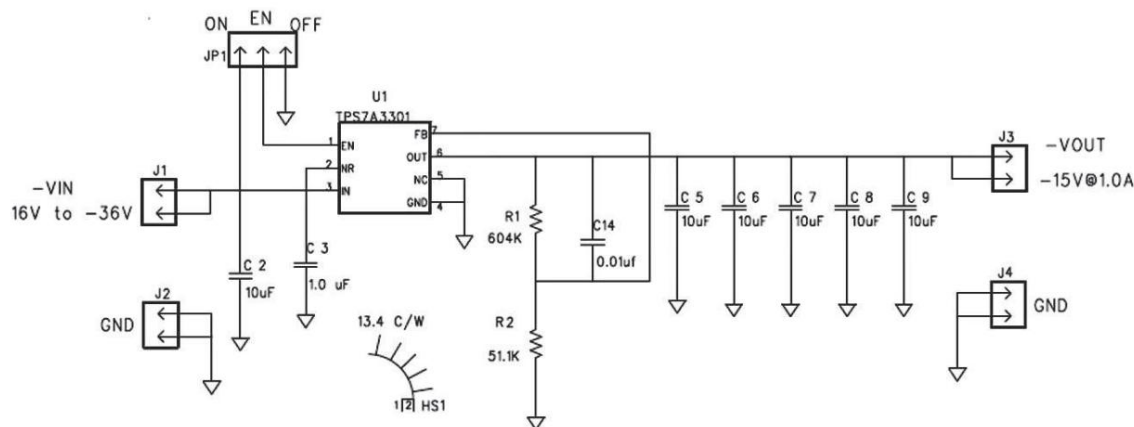 ON EN OFF
JP1
U1
TPS7A3301
1 EN
2 NR
3 IN
FB 7
OUT 6
NC 5
GND 4
J1
-VIN
16V to -36V
J2
GND
C 2
10uF
C 3
1.0 uF
13.4 C/W
1 2 HS1
R1
604K
R2
51.1K
C14
0.01uf
C 5
10uF
C 6
10uF
C 7
10uF
C 8
10uF
C 9
10uF
J3
-VOUT
-15V@1.0A
J4
GND